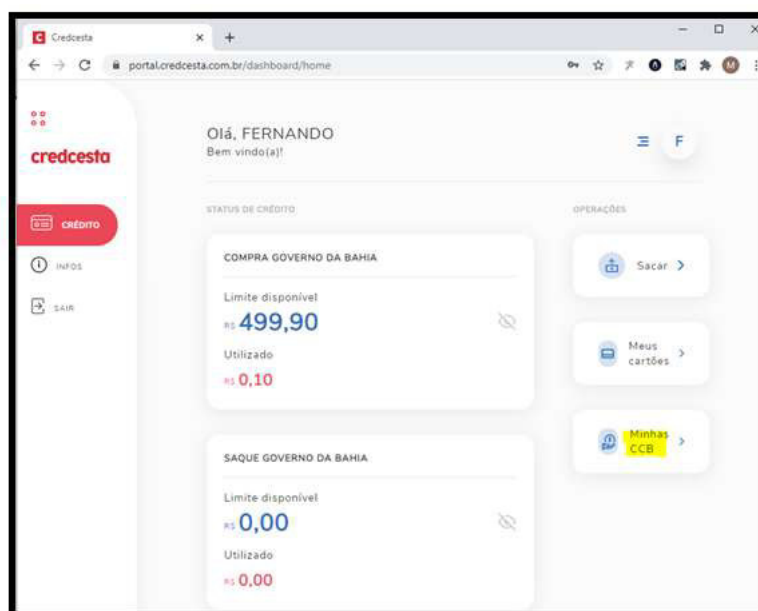 Credcesta
portal.credcesta.com.br/dashboard/home
M
credcesta
CRÉDITO
INFOS
SAIR
Olá, FERNANDO
Bem vindo(a)!
F
STATUS DE CRÉDITO
COMPRA GOVERNO DA BAHIA
Limite disponível
R$ 499,90
Utilizado
R$ 0,10
SAQUE GOVERNO DA BAHIA
Limite disponível
R$ 0,00
Utilizado
R$ 0,00
OPERAÇÕES
Sacar
Meus
cartões
Minhas
CCB